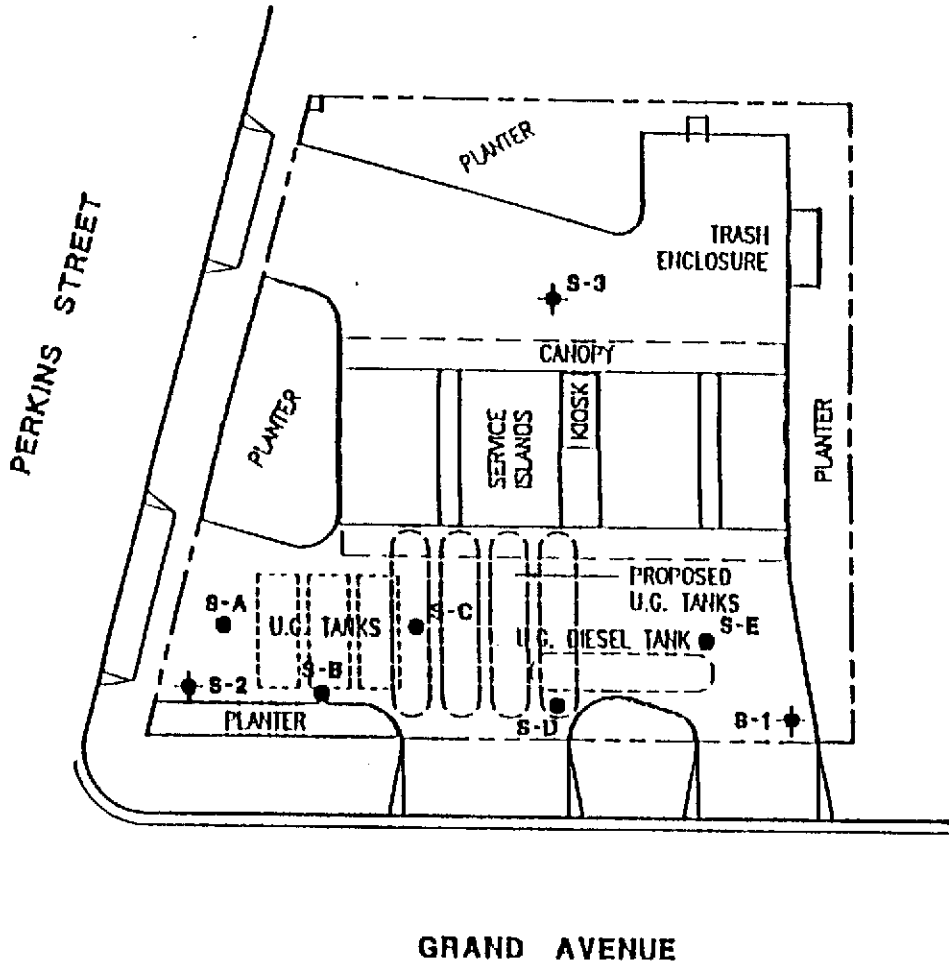 PLANTER
PERKINS STREET
TRASH
ENCLOSURE
S-3
CANOPY
PLANTER
SERVICE
ISLANDS
KIOSK
PLANTER
PROPOSED
U.G. TANKS
S-A
U.G. TANKS
S-C
U.G. DIESEL TANK
S-E
S-B
S-2
PLANTER
S-D
S-1
GRAND AVENUE